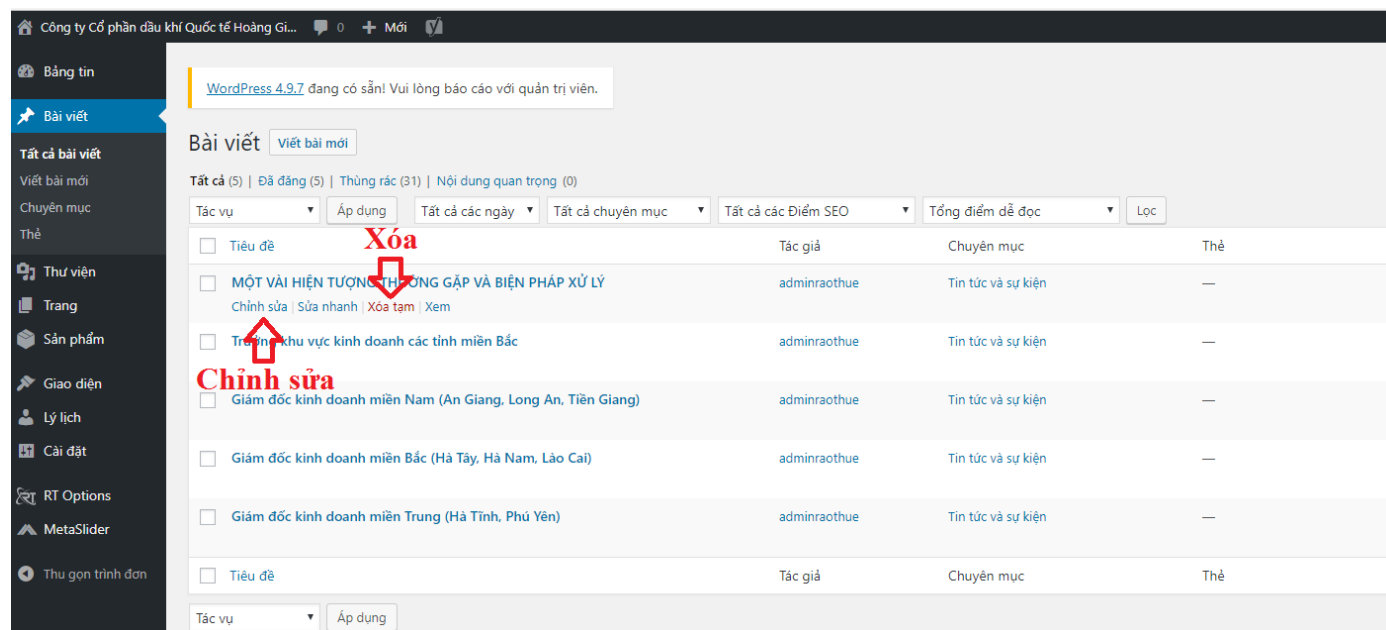 Công ty Cổ phần dầu khí Quốc tế Hoàng Gi... 0 Mới
Bảng tin
Bài viết
Tất cả bài viết
Viết bài mới
Chuyên mục
Thẻ
Thư viện
Trang
Sản phẩm
Giao diện
Lý lịch
Cài đặt
RT Options
MetaSlider
Thu gọn trình đơn
WordPress 4.9.7 đang có sẵn! Vui lòng báo cáo với quản trị viên.
Bài viết Viết bài mới
Tất cả (5) | Đã đăng (5) | Thùng rác (31) | Nội dung quan trọng (0)
Tác vụ Áp dụng Tất cả các ngày Tất cả chuyên mục Tất cả các Điểm SEO Tổng điểm dễ đọc Lọc
Tiêu đề Tác giả Chuyên mục Thẻ
Xóa
MỘT VÀI HIỆN TƯỢNG THƯỜNG GẶP VÀ BIỆN PHÁP XỬ LÝ adminraothue Tin tức và sự kiện —
Chỉnh sửa | Sửa nhanh | Xóa tạm | Xem
Trưởng khu vực kinh doanh các tỉnh miền Bắc adminraothue Tin tức và sự kiện —
Chỉnh sửa
Giám đốc kinh doanh miền Nam (An Giang, Long An, Tiền Giang) adminraothue Tin tức và sự kiện —
Giám đốc kinh doanh miền Bắc (Hà Tây, Hà Nam, Lào Cai) adminraothue Tin tức và sự kiện —
Giám đốc kinh doanh miền Trung (Hà Tĩnh, Phú Yên) adminraothue Tin tức và sự kiện —
Tiêu đề Tác giả Chuyên mục Thẻ
Tác vụ Áp dụng